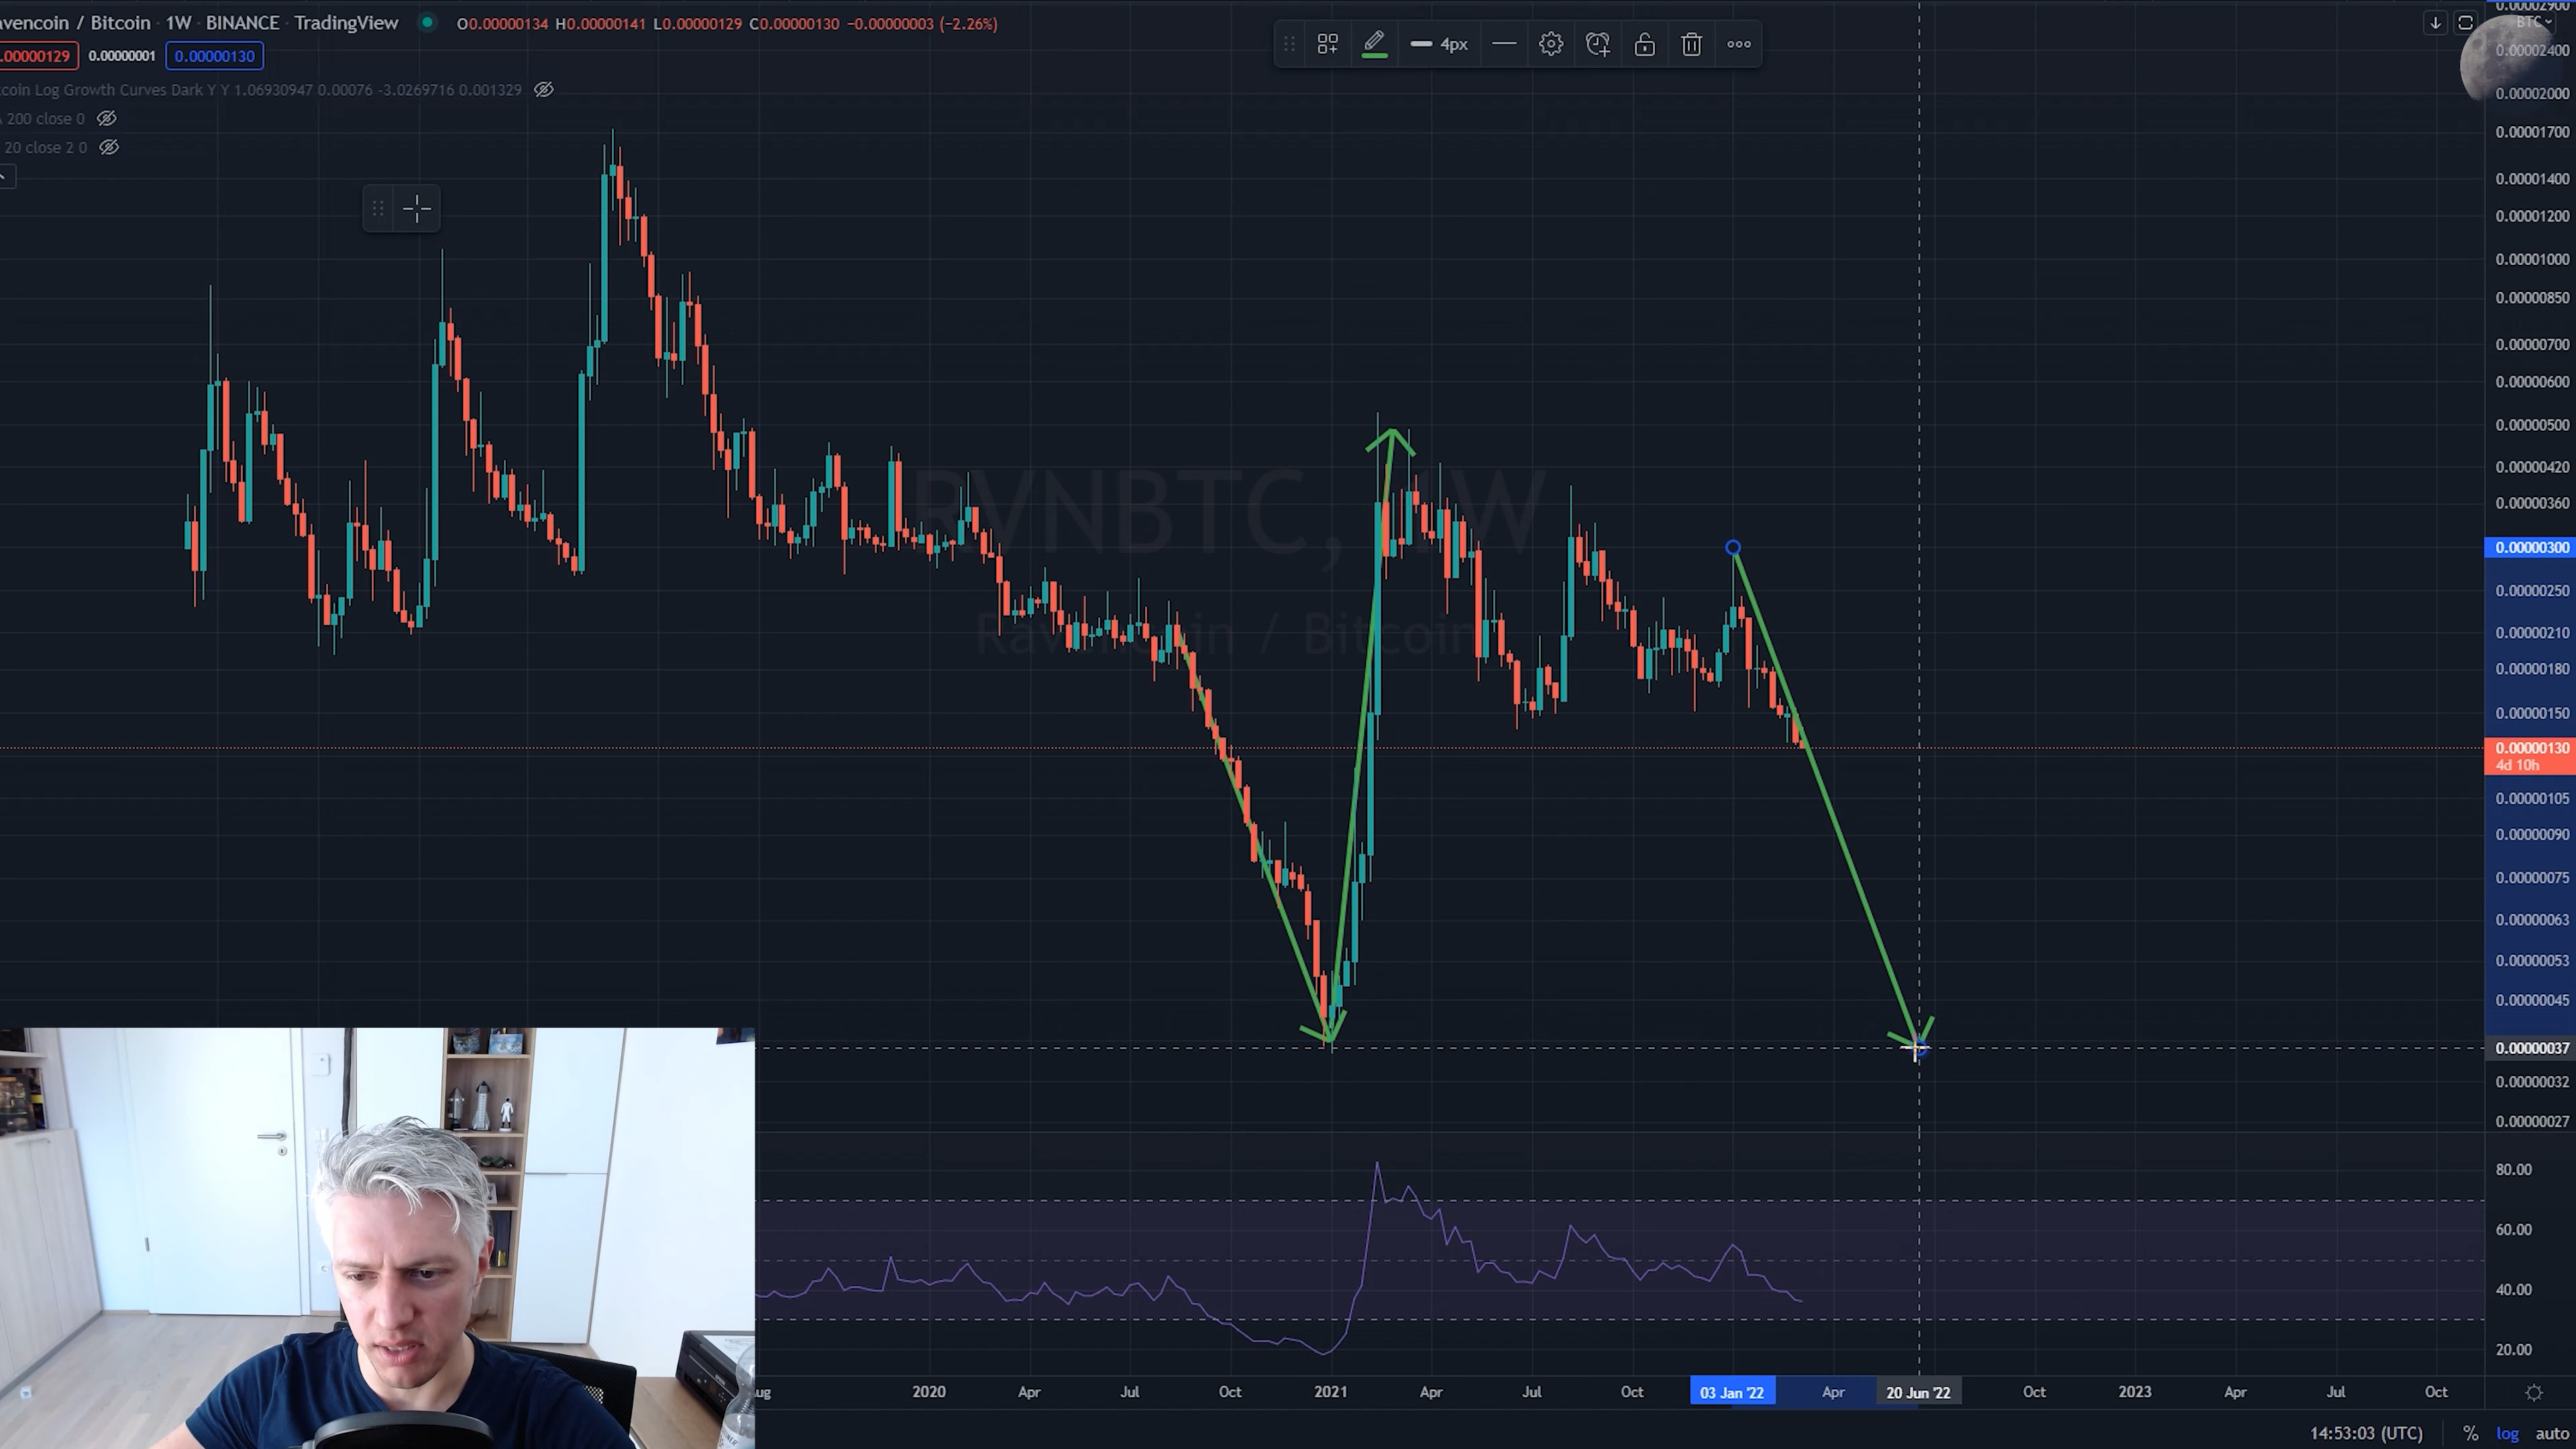 avencoin / Bitcoin · 1W · BINANCE · TradingView O0.00000134 H0.00000141 L0.00000129 C0.00000130 −0.00000003 (−2.26%)
.00000129 0.00000001 0.00000130
tcoin Log Growth Curves Dark Y Y 1.06930947 0.00076 -3.0269716 0.001329
200 close 0
20 close 2 0
4px
BTC
RVNBTC, 1W
Ravencoin / Bitcoin
0.00002900
0.00002400
0.00002000
0.00001700
0.00001400
0.00001200
0.00001000
0.00000850
0.00000700
0.00000600
0.00000500
0.00000420
0.00000360
0.00000300
0.00000250
0.00000210
0.00000180
0.00000150
0.00000130
4d 10h
0.00000105
0.00000090
0.00000075
0.00000063
0.00000053
0.00000045
0.00000037
0.00000032
0.00000027
80.00
60.00
40.00
20.00
ug 2020 Apr Jul Oct 2021 Apr Jul Oct 03 Jan '22 Apr 20 Jun '22 Oct 2023 Apr Jul Oct
14:53:03 (UTC) % log auto